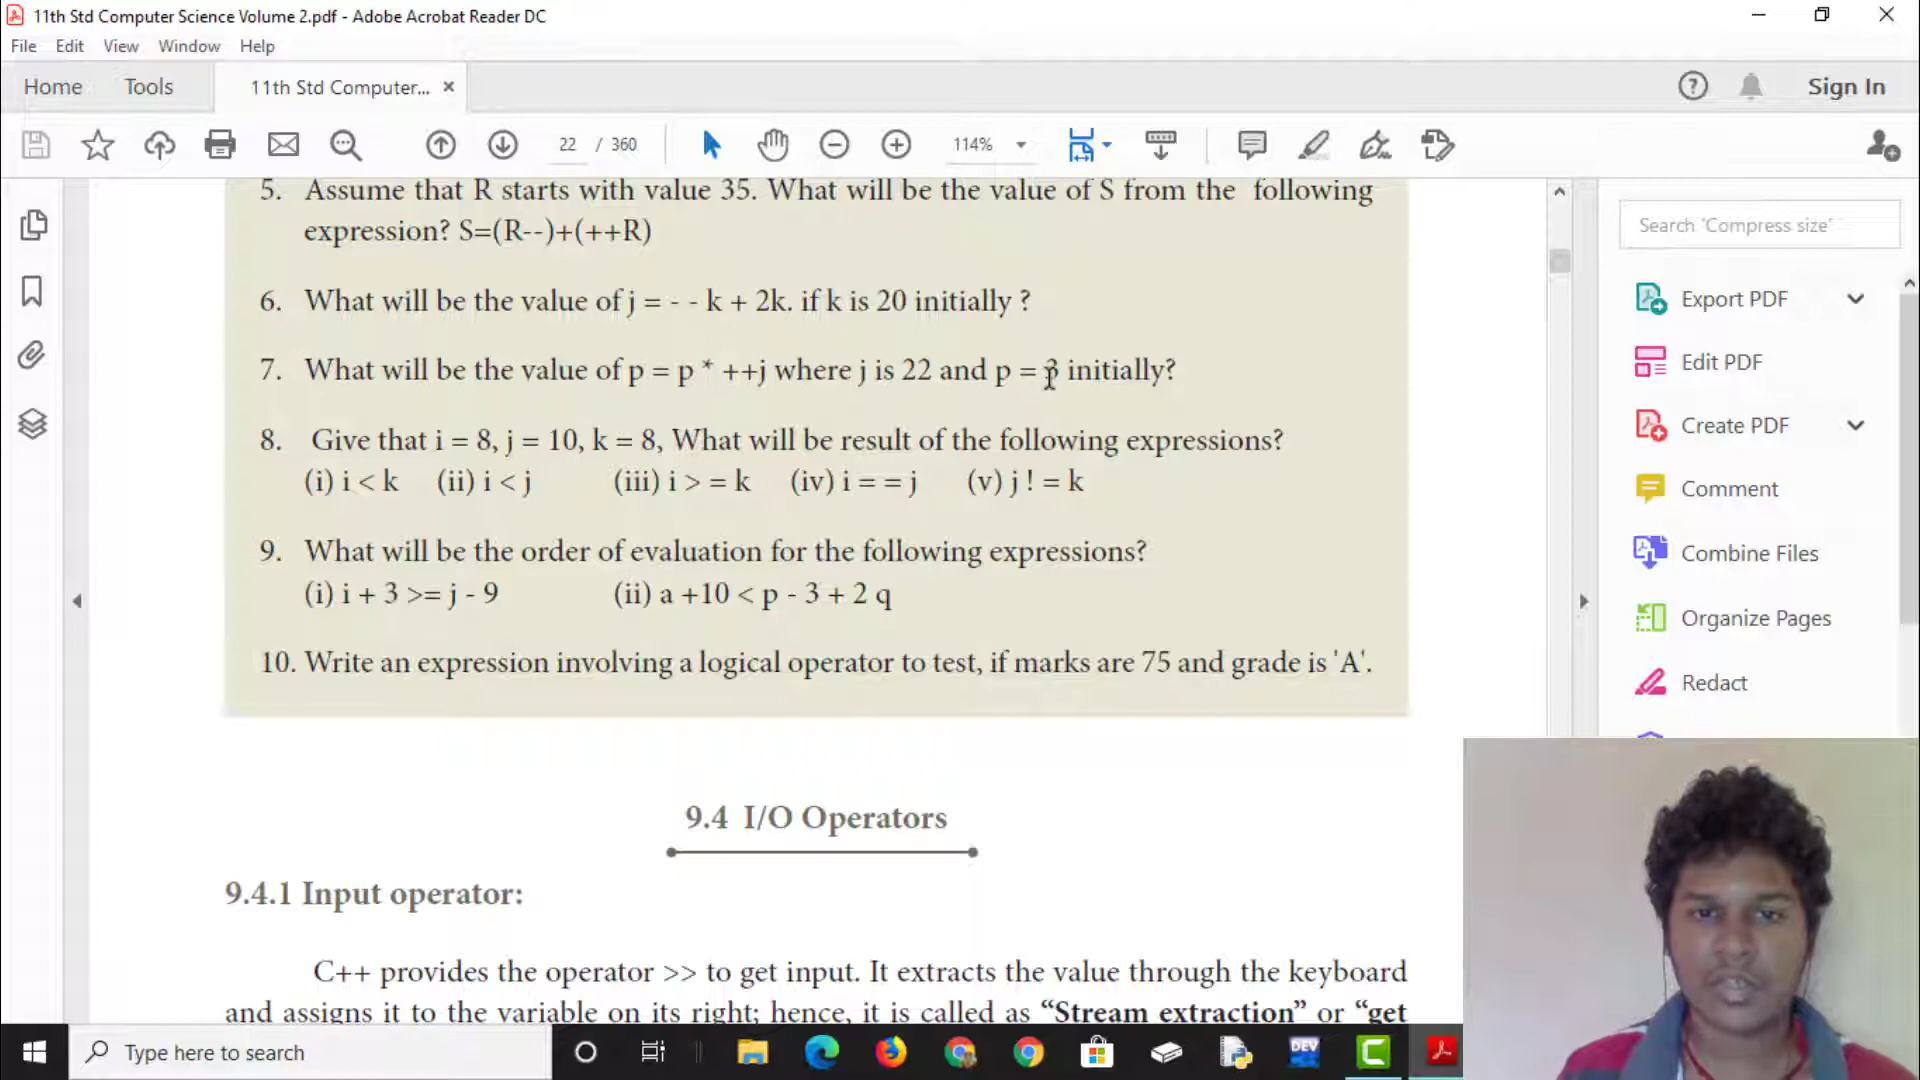 11th Std Computer Science Volume 2.pdf - Adobe Acrobat Reader DC
File Edit View Window Help
Home Tools 11th Std Computer... × Sign In
22 / 360 114%
5. Assume that R starts with value 35. What will be the value of S from the following
expression? S=(R--)+(++R)
6. What will be the value of j = - - k + 2k. if k is 20 initially ?
7. What will be the value of p = p * ++j where j is 22 and p = initially?
8. Give that i = 8, j = 10, k = 8, What will be result of the following expressions?
(i) i < k (ii) i < j (iii) i > = k (iv) i = = j (v) j ! = k
9. What will be the order of evaluation for the following expressions?
(i) i + 3 >= j - 9 (ii) a +10 < p - 3 + 2 q
10. Write an expression involving a logical operator to test, if marks are 75 and grade is 'A'.
9.4 I/O Operators
9.4.1 Input operator:
C++ provides the operator >> to get input. It extracts the value through the keyboard
and assigns it to the variable on its right; hence, it is called as “Stream extraction” or “get
Search 'Compress size'
Export PDF
Edit PDF
Create PDF
Comment
Combine Files
Organize Pages
Redact
Type here to search
DEV